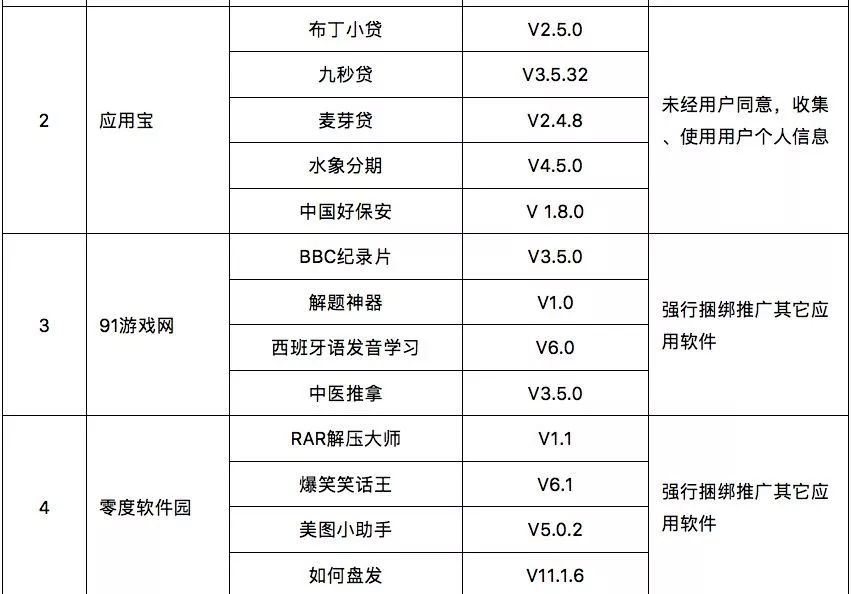 2
应用宝
布丁小贷
V2.5.0
九秒贷
V3.5.32
麦芽贷
V2.4.8
水象分期
V4.5.0
中国好保安
V 1.8.0
未经用户同意，收集
、使用用户个人信息
3
91游戏网
BBC纪录片
V3.5.0
解题神器
V1.0
西班牙语发音学习
V6.0
中医推拿
V3.5.0
强行捆绑推广其它应
用软件
4
零度软件园
RAR解压大师
V1.1
爆笑笑话王
V6.1
美图小助手
V5.0.2
如何盘发
V11.1.6
强行捆绑推广其它应
用软件